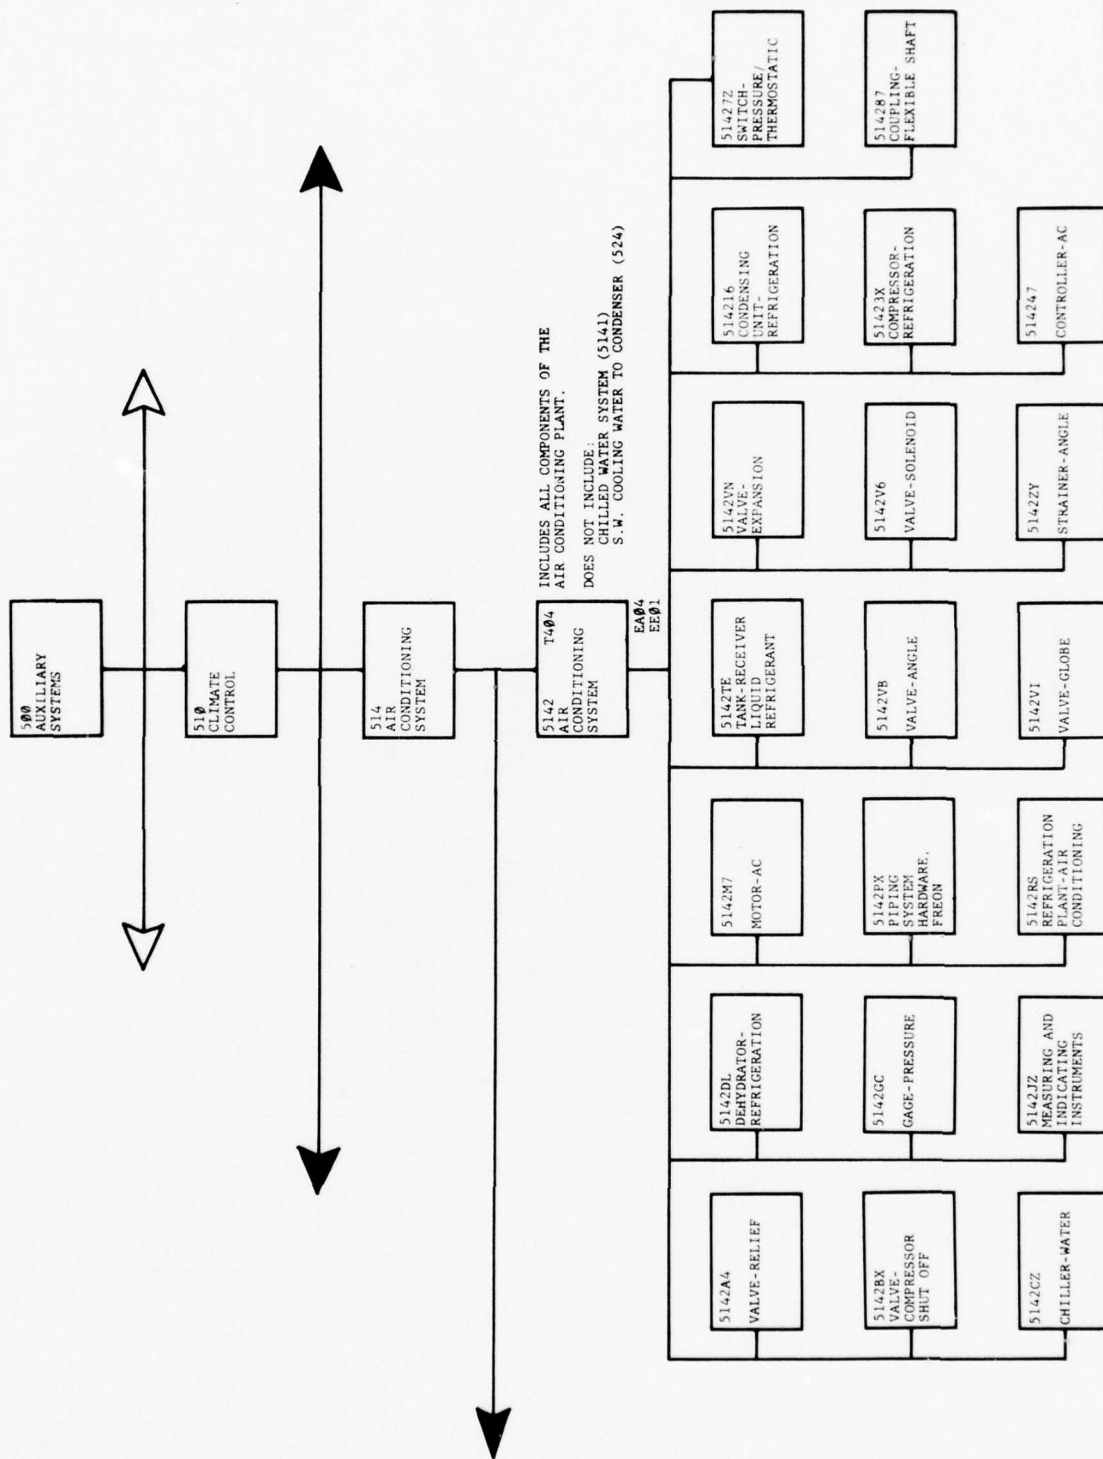 500
AUXILIARY
SYSTEMS
510
CLIMATE
CONTROL
514
AIR
CONDITIONING
SYSTEM
5142 T404
AIR
CONDITIONING
SYSTEM
INCLUDES ALL COMPONENTS OF THE
AIR CONDITIONING PLANT.
DOES NOT INCLUDE:
CHILLED WATER SYSTEM (5141)
S.W. COOLING WATER TO CONDENSER (524)
EA04
EE01
5142A4
VALVE-RELIEF
5142BX
VALVE-
COMPRESSOR
SHUT OFF
5142CZ
CHILLER-WATER
5142DL
DEHYDRATOR-
REFRIGERATION
5142GC
GAGE-PRESSURE
5142JZ
MEASURING AND
INDICATING
INSTRUMENTS
5142M7
MOTOR-AC
5142PX
PIPING
SYSTEM
HARDWARE,
FREON
5142RS
REFRIGERATION
PLANT-AIR
CONDITIONING
5142TE
TANK-RECEIVER
LIQUID
REFRIGERANT
5142VB
VALVE-ANGLE
5142VI
VALVE-GLOBE
5142VN
VALVE-
EXPANSION
5142V6
VALVE-SOLENOID
5142ZY
STRAINER-ANGLE
514216
CONDENSING
UNIT-
REFRIGERATION
51423X
COMPRESSOR-
REFRIGERATION
514247
CONTROLLER-AC
51427Z
SWITCH-
PRESSURE/
THERMOSTATIC
514287
COUPLING-
FLEXIBLE SHAFT